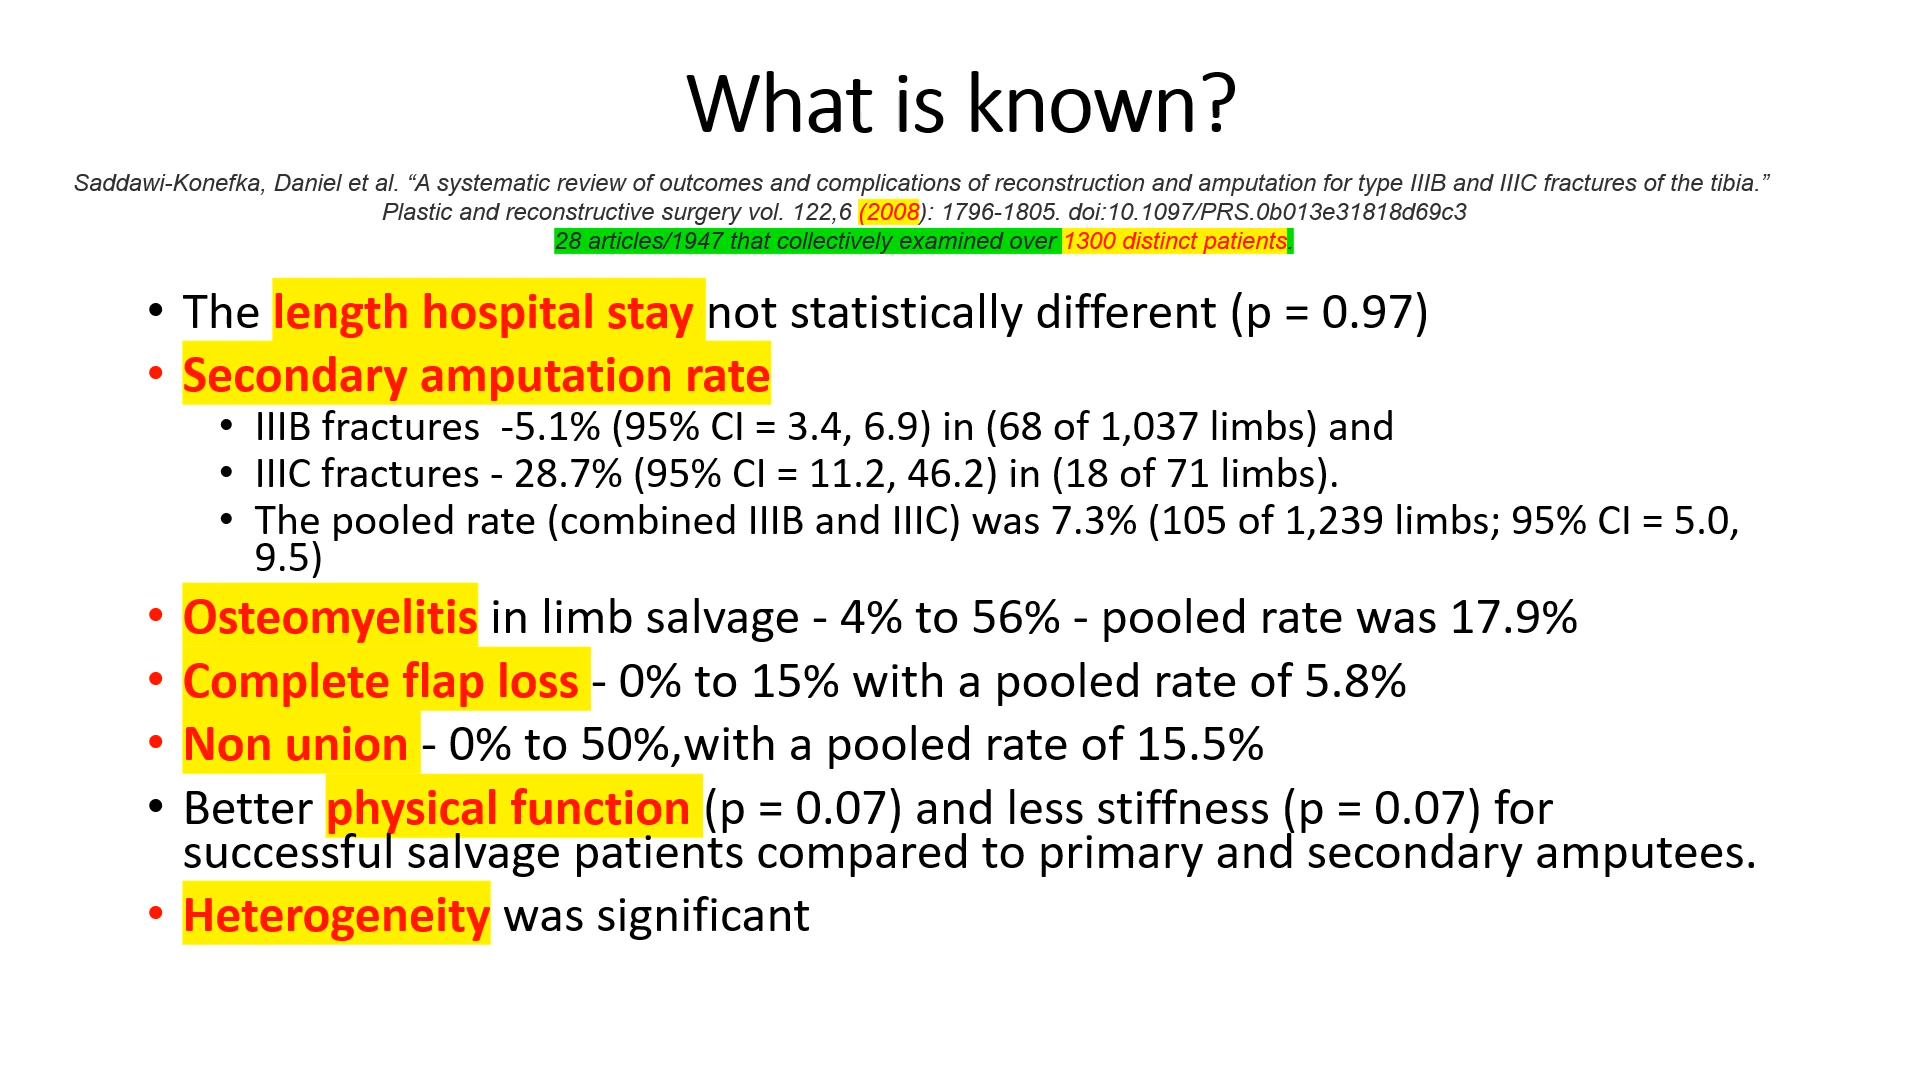 What is known?
Saddawi-Konefka, Daniel et al. “A systematic review of outcomes and complications of reconstruction and amputation for type IIIB and IIIC fractures of the tibia.”
Plastic and reconstructive surgery vol. 122,6 (2008): 1796-1805. doi:10.1097/PRS.0b013e31818d69c3
28 articles/1947 that collectively examined over 1300 distinct patients.
• The length hospital stay not statistically different (p = 0.97)
• Secondary amputation rate
• IIIB fractures -5.1% (95% CI = 3.4, 6.9) in (68 of 1,037 limbs) and
• IIIC fractures - 28.7% (95% CI = 11.2, 46.2) in (18 of 71 limbs).
• The pooled rate (combined IIIB and IIIC) was 7.3% (105 of 1,239 limbs; 95% CI = 5.0,
9.5)
• Osteomyelitis in limb salvage - 4% to 56% - pooled rate was 17.9%
• Complete flap loss - 0% to 15% with a pooled rate of 5.8%
• Non union - 0% to 50%,with a pooled rate of 15.5%
• Better physical function (p = 0.07) and less stiffness (p = 0.07) for
successful salvage patients compared to primary and secondary amputees.
• Heterogeneity was significant